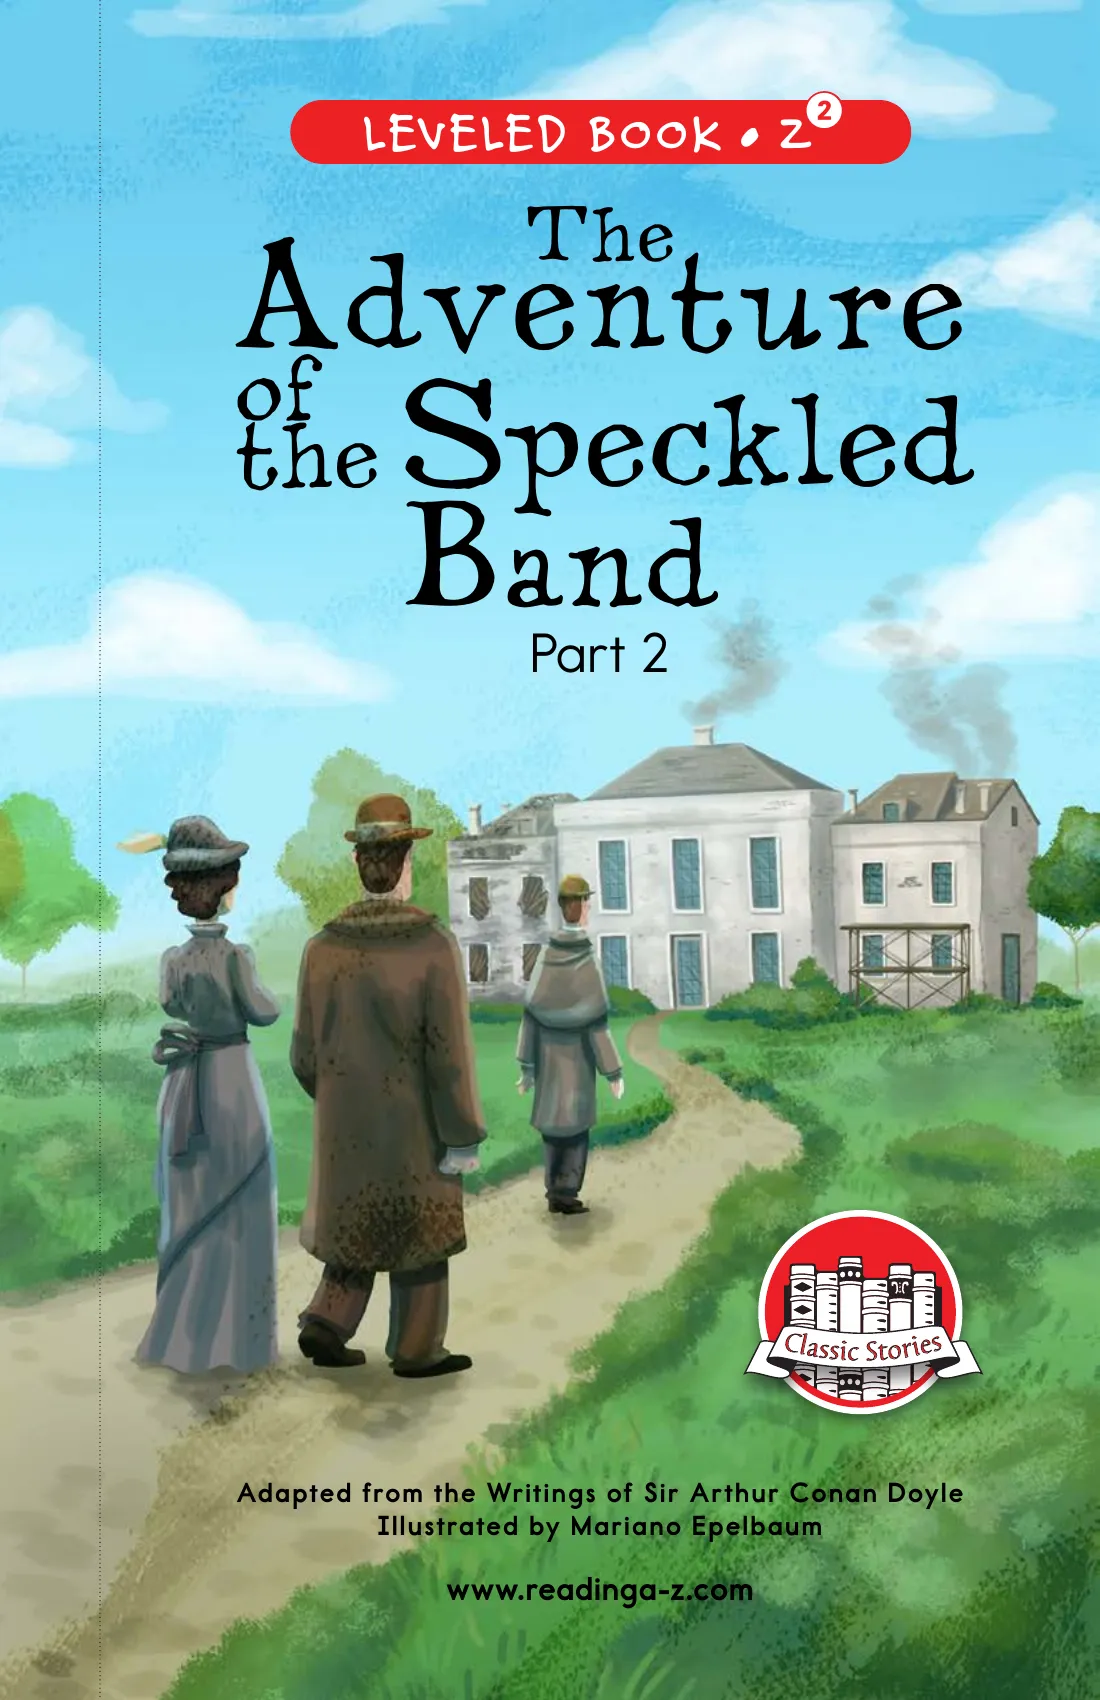 LEVELED BOOK • Z²
The
Adventure
of
the Speckled
Band
Part 2
Classic Stories
Adapted from the Writings of Sir Arthur Conan Doyle
Illustrated by Mariano Epelbaum
www.readinga-z.com